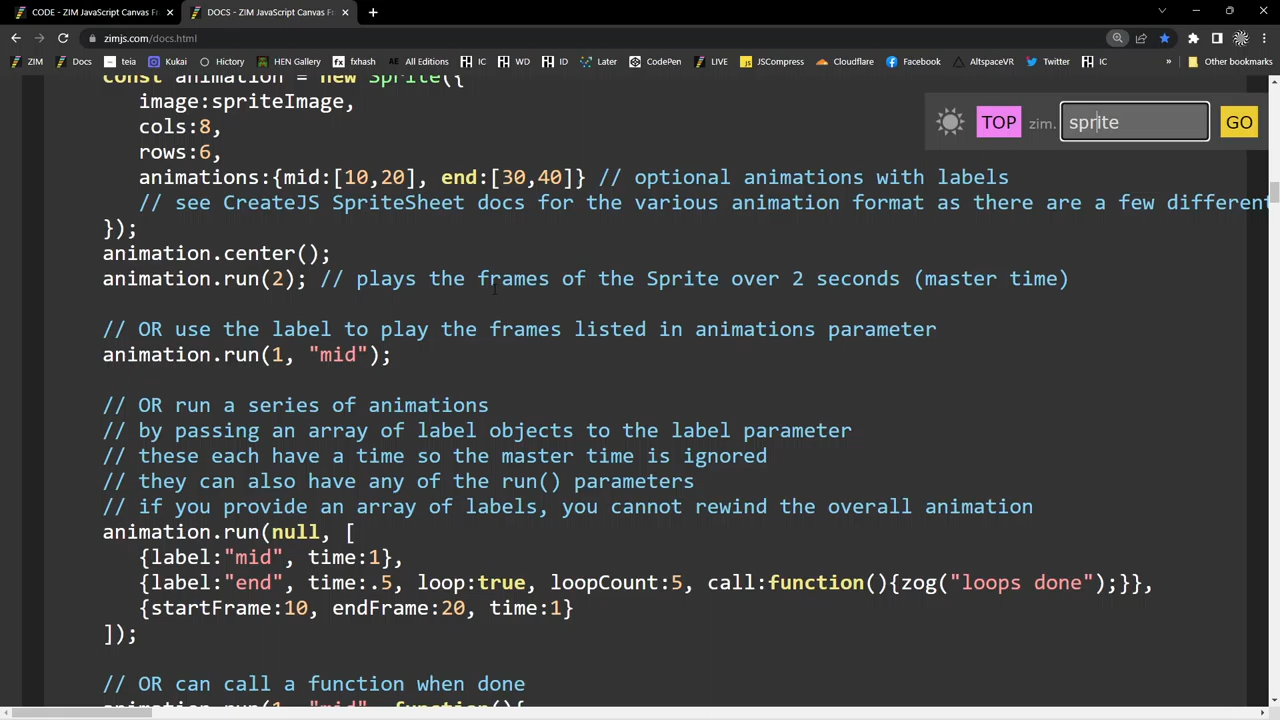 CODE - ZIM JavaScript Canvas Fr
DOCS - ZIM JavaScript Canvas Fr
zimjs.com/docs.html
ZIM
Docs
teia
Kukai
Hictory
HEN Gallery
fxhash
All Editions
IC
WD
ID
Later
CodePen
LIVE
JSCompress
Cloudflare
Facebook
AltspaceVR
Twitter
IC
»
Other bookmarks
TOP
zim.
sprite
GO
const animation = new Sprite({
image:spriteImage,
cols:8,
rows:6,
animations:{mid:[10,20], end:[30,40]} // optional animations with labels
// see CreateJS SpriteSheet docs for the various animation format as there are a few different
});
animation.center();
animation.run(2); // plays the frames of the Sprite over 2 seconds (master time)
// OR use the label to play the frames listed in animations parameter
animation.run(1, "mid");
// OR run a series of animations
// by passing an array of label objects to the label parameter
// these each have a time so the master time is ignored
// they can also have any of the run() parameters
// if you provide an array of labels, you cannot rewind the overall animation
animation.run(null, [
{label:"mid", time:1},
{label:"end", time:.5, loop:true, loopCount:5, call:function(){zog("loops done");}},
{startFrame:10, endFrame:20, time:1}
]);
// OR can call a function when done
animation.run(1, "mid", function(){